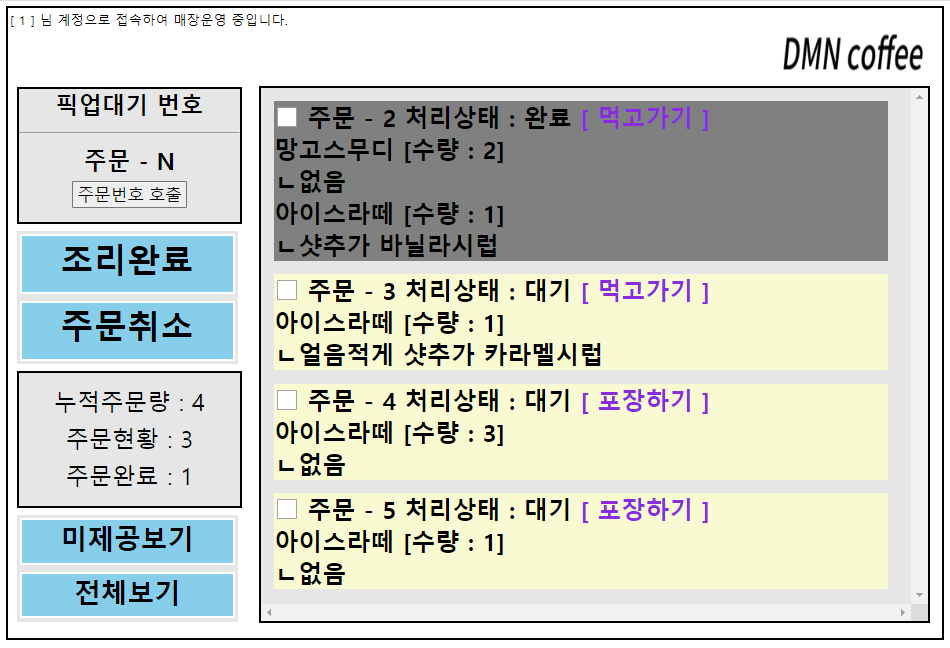 [ 1 ] 님 계정으로 접속하여 매장운영 중입니다.
DMN coffee
픽업대기 번호
주문 - N
주문번호 호출
조리완료
주문취소
누적주문량 : 4
주문현황 : 3
주문완료 : 1
미제공보기
전체보기
주문 - 2 처리상태 : 완료 [ 먹고가기 ]
망고스무디 [수량 : 2]
ㄴ없음
아이스라떼 [수량 : 1]
ㄴ샷추가 바닐라시럽
주문 - 3 처리상태 : 대기 [ 먹고가기 ]
아이스라떼 [수량 : 1]
ㄴ얼음적게 샷추가 카라멜시럽
주문 - 4 처리상태 : 대기 [ 포장하기 ]
아이스라떼 [수량 : 3]
ㄴ없음
주문 - 5 처리상태 : 대기 [ 포장하기 ]
아이스라떼 [수량 : 1]
ㄴ없음